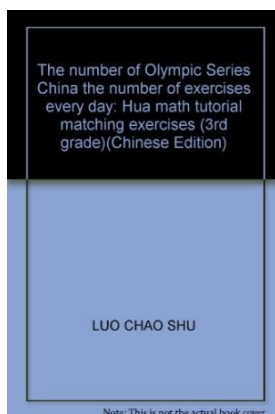 The number of Olympic Series
China the number of exercises
every day: Hua math tutorial
matching exercises (3rd
grade)(Chinese Edition)
LUO CHAO SHU
Note: This is not the actual book cover